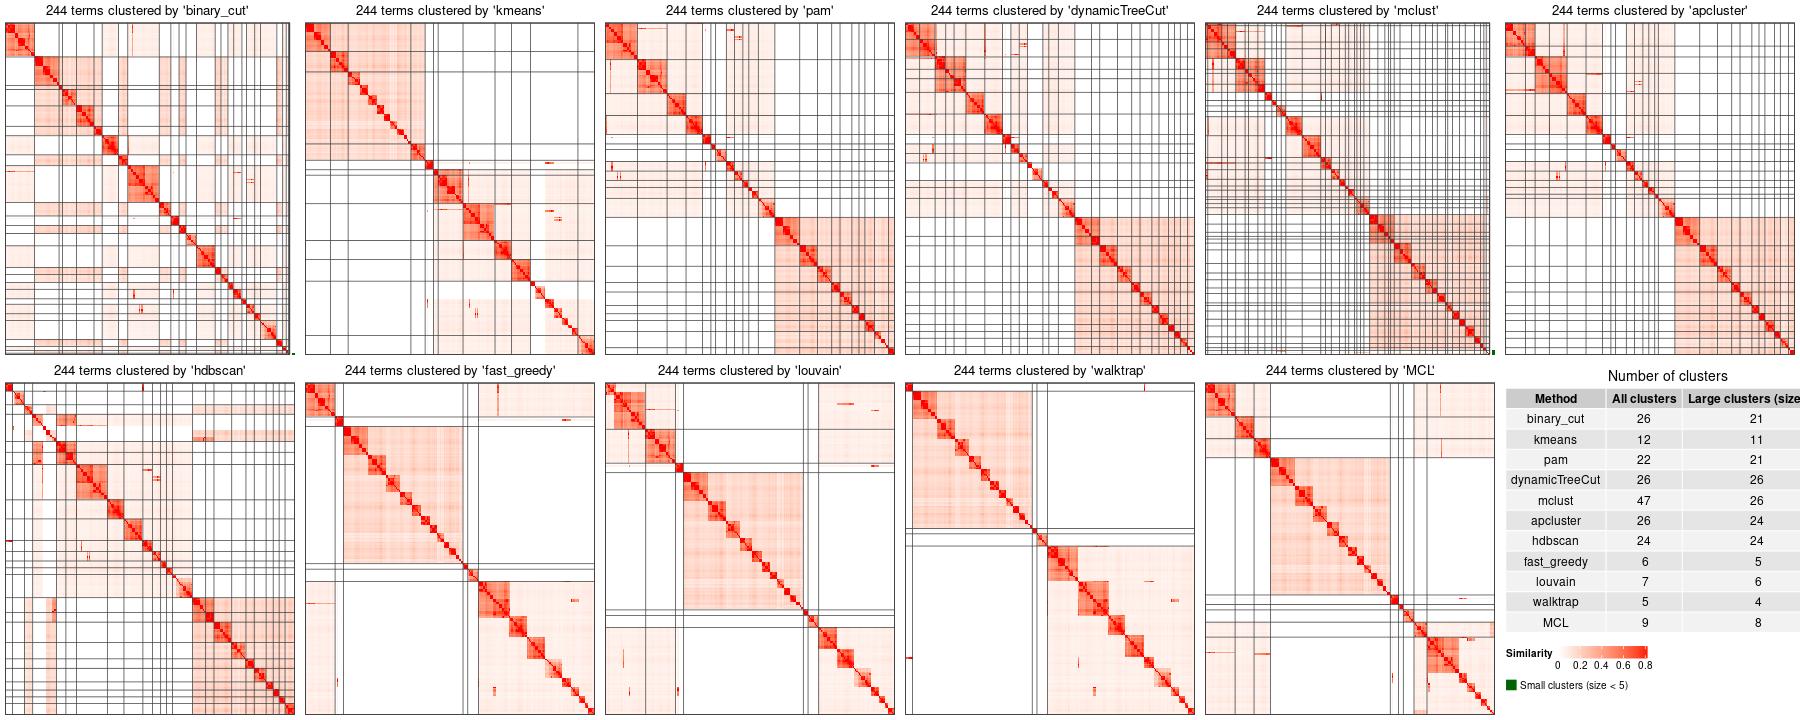 244 terms clustered by 'binary_cut'
244 terms clustered by 'kmeans'
244 terms clustered by 'pam'
244 terms clustered by 'dynamicTreeCut'
244 terms clustered by 'mclust'
244 terms clustered by 'apcluster'
244 terms clustered by 'hdbscan'
244 terms clustered by 'fast_greedy'
244 terms clustered by 'louvain'
244 terms clustered by 'walktrap'
244 terms clustered by 'MCL'
Number of clusters
Method All clusters Large clusters (size
binary_cut 26 21
kmeans 12 11
pam 22 21
dynamicTreeCut 26 26
mclust 47 26
apcluster 26 24
hdbscan 24 24
fast_greedy 6 5
louvain 7 6
walktrap 5 4
MCL 9 8
Similarity
0 0.2 0.4 0.6 0.8
Small clusters (size < 5)